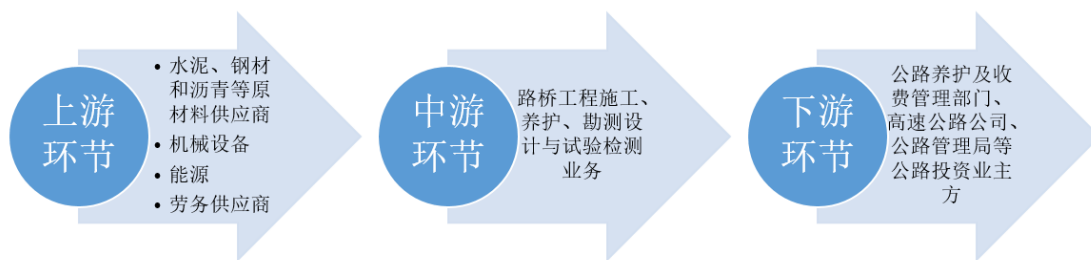 上游
环节
• 水泥、钢材
和沥青等原
材料供应商
• 机械设备
• 能源
• 劳务供应商
中游
环节
路桥工程施工、
养护、勘测设
计与试验检测
业务
下游
环节
公路养护及收
费管理部门、
高速公路公司、
公路管理局等
公路投资业主
方